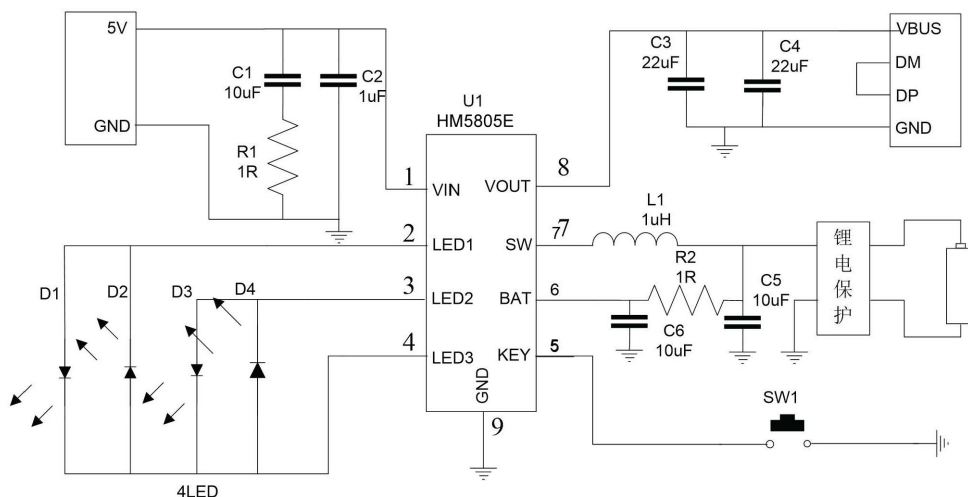 5V
GND
C1
10uF
C2
1uF
R1
1R
U1
HM5805E
1
VIN
2
LED1
3
LED2
4
LED3
GND
9
VOUT
8
SW
7
7
BAT
6
KEY
5
C3
22uF
C4
22uF
VBUS
DM
DP
GND
L1
1uH
R2
1R
C5
10uF
C6
10uF
锂
电
保
护
SW1
D1
D2
D3
D4
4LED